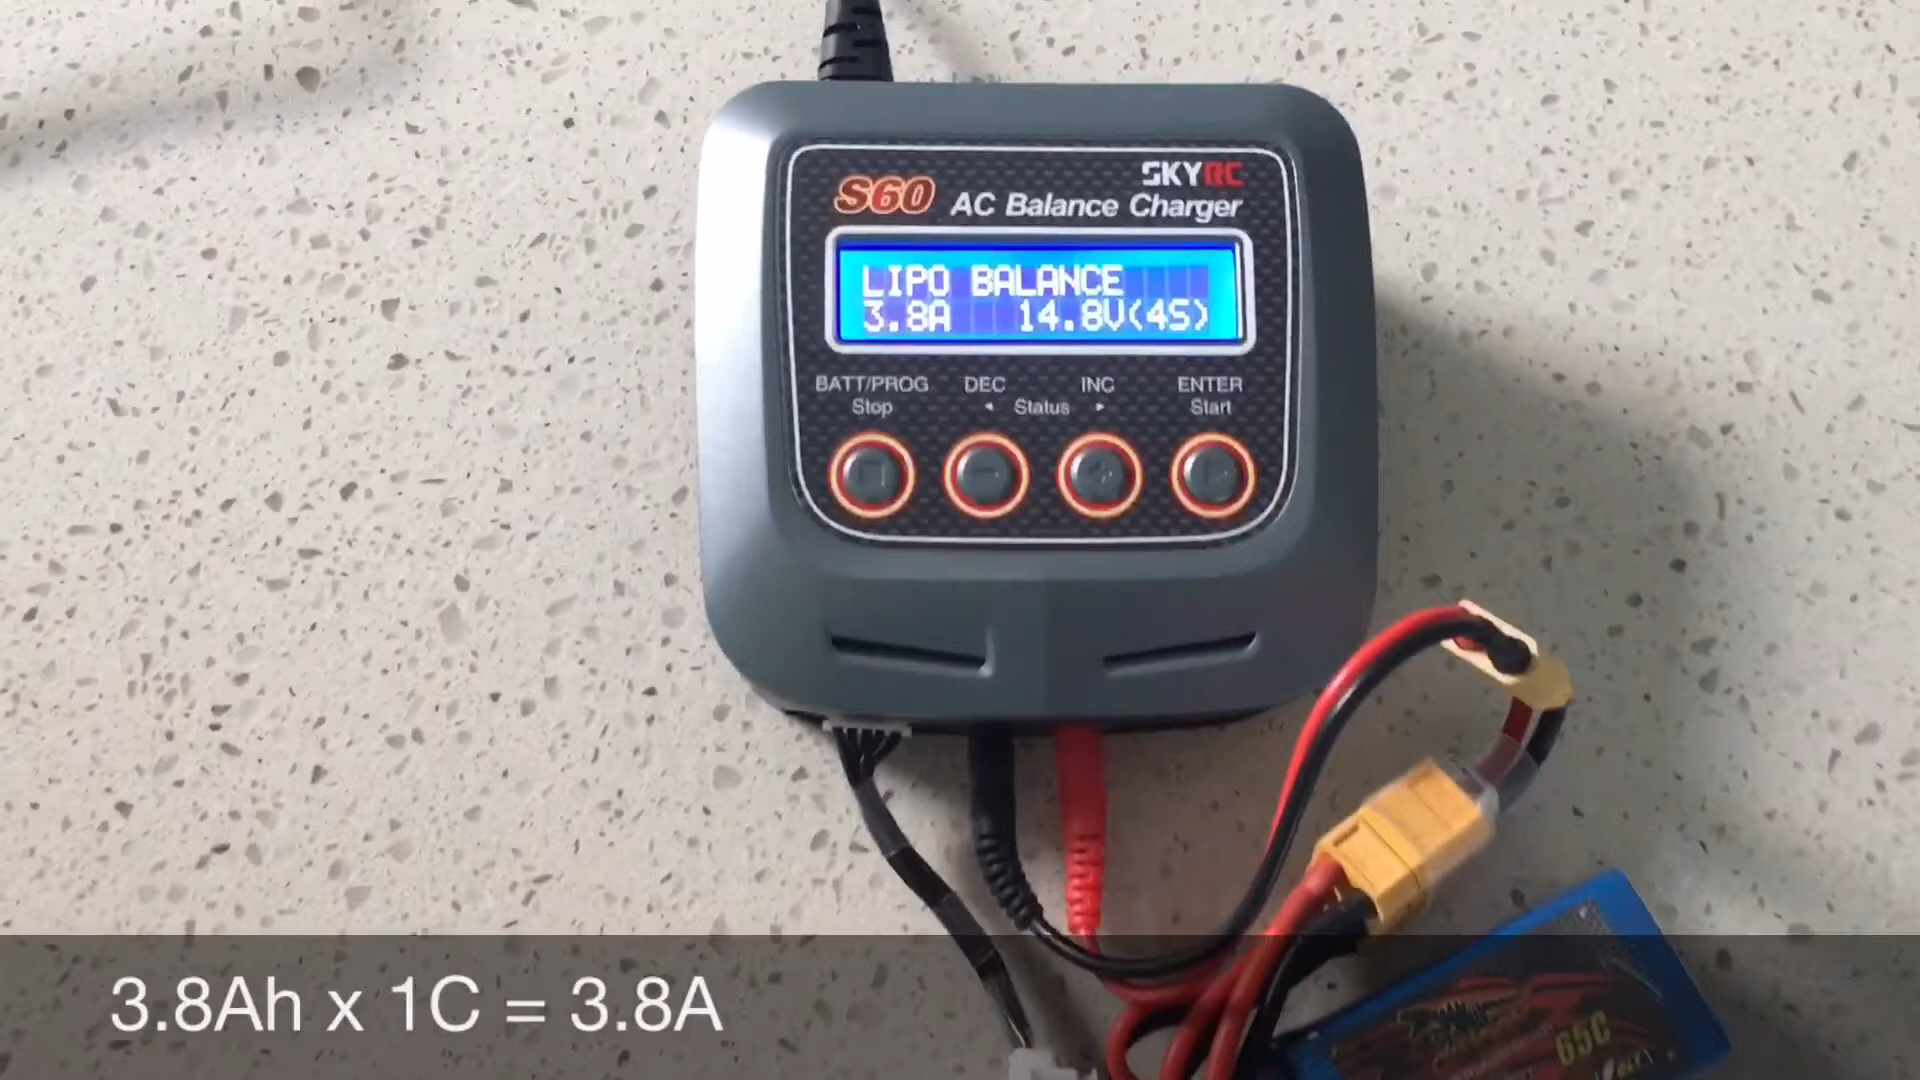 SKYRC
S60 AC Balance Charger
LIPO BALANCE
3.8A 14.8V(4S)
BATT/PROG DEC INC ENTER
Stop ◄ Status ► Start
3.8Ah x 1C = 3.8A
65C